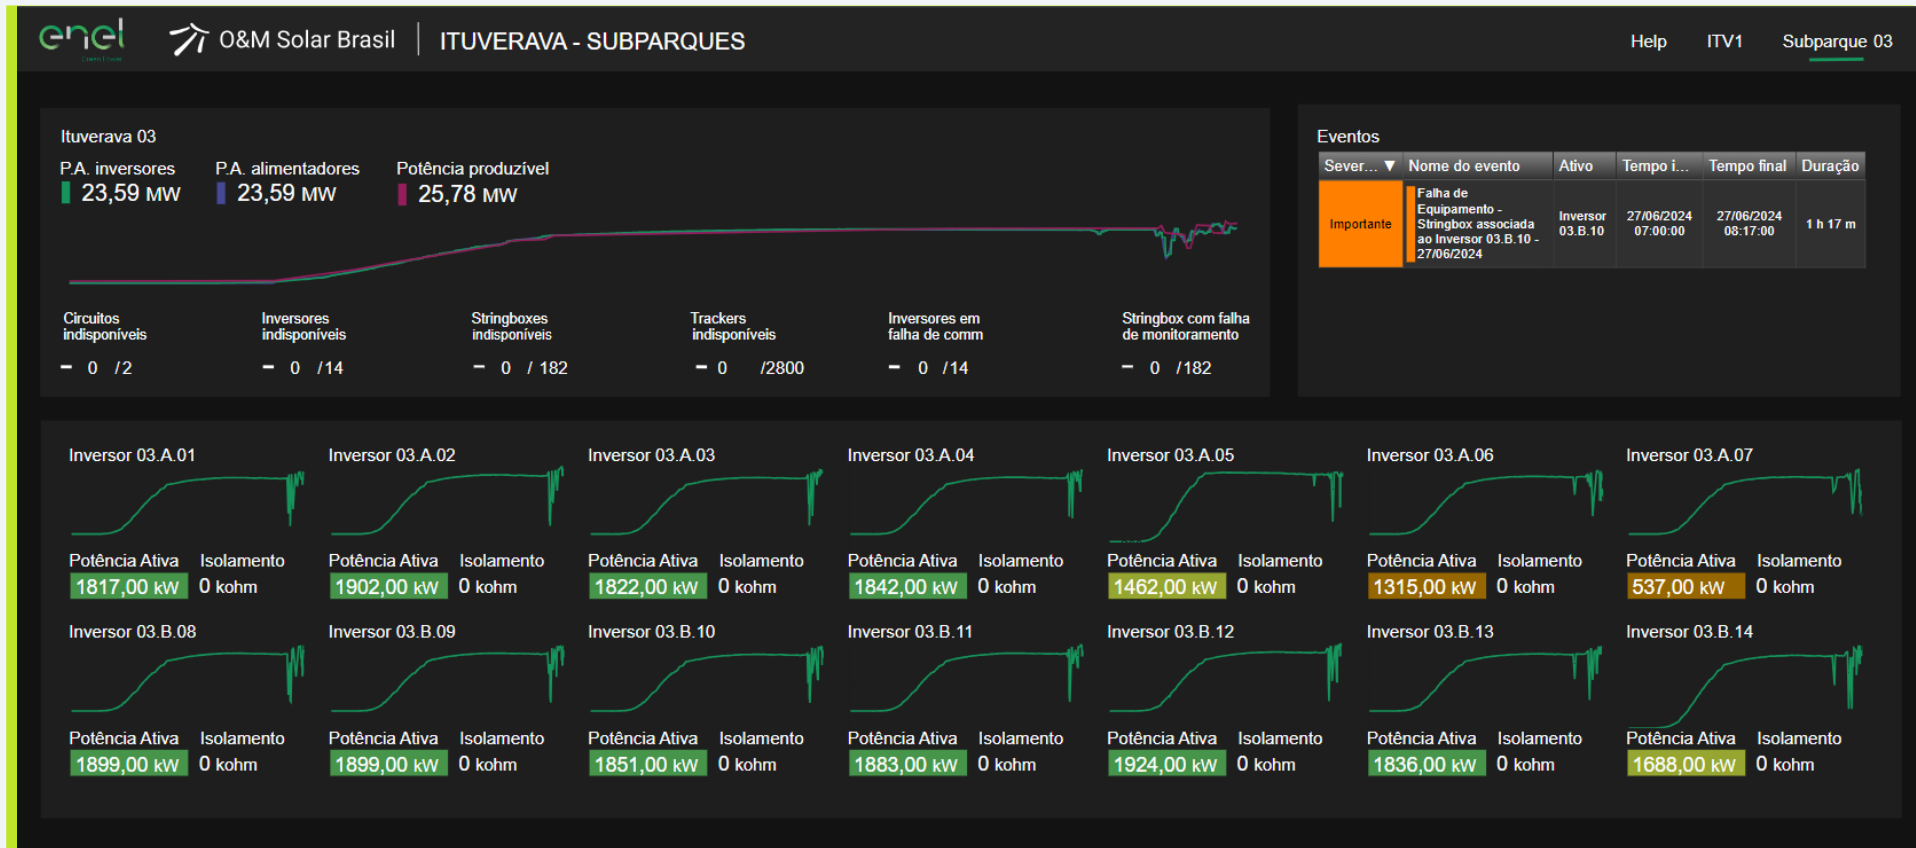 enel
Green Power
O&M Solar Brasil
ITUVERAVA - SUBPARQUES
Help
ITV1
Subparque 03
Ituverava 03
P.A. inversores
P.A. alimentadores
Potência produzível
23,59 MW
23,59 MW
25,78 MW
Circuitos
indisponíveis
0 /2
Inversores
indisponíveis
0 /14
Stringboxes
indisponíveis
0 / 182
Trackers
indisponíveis
0 /2800
Inversores em
falha de comm
0 /14
Stringbox com falha
de monitoramento
0 /182
Eventos
Sever... ▼ Nome do evento Ativo Tempo i... Tempo final Duração
Importante
Falha de
Equipamento -
Stringbox associada
ao Inversor 03.B.10 -
27/06/2024
Inversor
03.B.10
27/06/2024
07:00:00
27/06/2024
08:17:00
1 h 17 m
Inversor 03.A.01
Potência Ativa Isolamento
1817,00 kW 0 kohm
Inversor 03.A.02
Potência Ativa Isolamento
1902,00 kW 0 kohm
Inversor 03.A.03
Potência Ativa Isolamento
1822,00 kW 0 kohm
Inversor 03.A.04
Potência Ativa Isolamento
1842,00 kW 0 kohm
Inversor 03.A.05
Potência Ativa Isolamento
1462,00 kW 0 kohm
Inversor 03.A.06
Potência Ativa Isolamento
1315,00 kW 0 kohm
Inversor 03.A.07
Potência Ativa Isolamento
537,00 kW 0 kohm
Inversor 03.B.08
Potência Ativa Isolamento
1899,00 kW 0 kohm
Inversor 03.B.09
Potência Ativa Isolamento
1899,00 kW 0 kohm
Inversor 03.B.10
Potência Ativa Isolamento
1851,00 kW 0 kohm
Inversor 03.B.11
Potência Ativa Isolamento
1883,00 kW 0 kohm
Inversor 03.B.12
Potência Ativa Isolamento
1924,00 kW 0 kohm
Inversor 03.B.13
Potência Ativa Isolamento
1836,00 kW 0 kohm
Inversor 03.B.14
Potência Ativa Isolamento
1688,00 kW 0 kohm